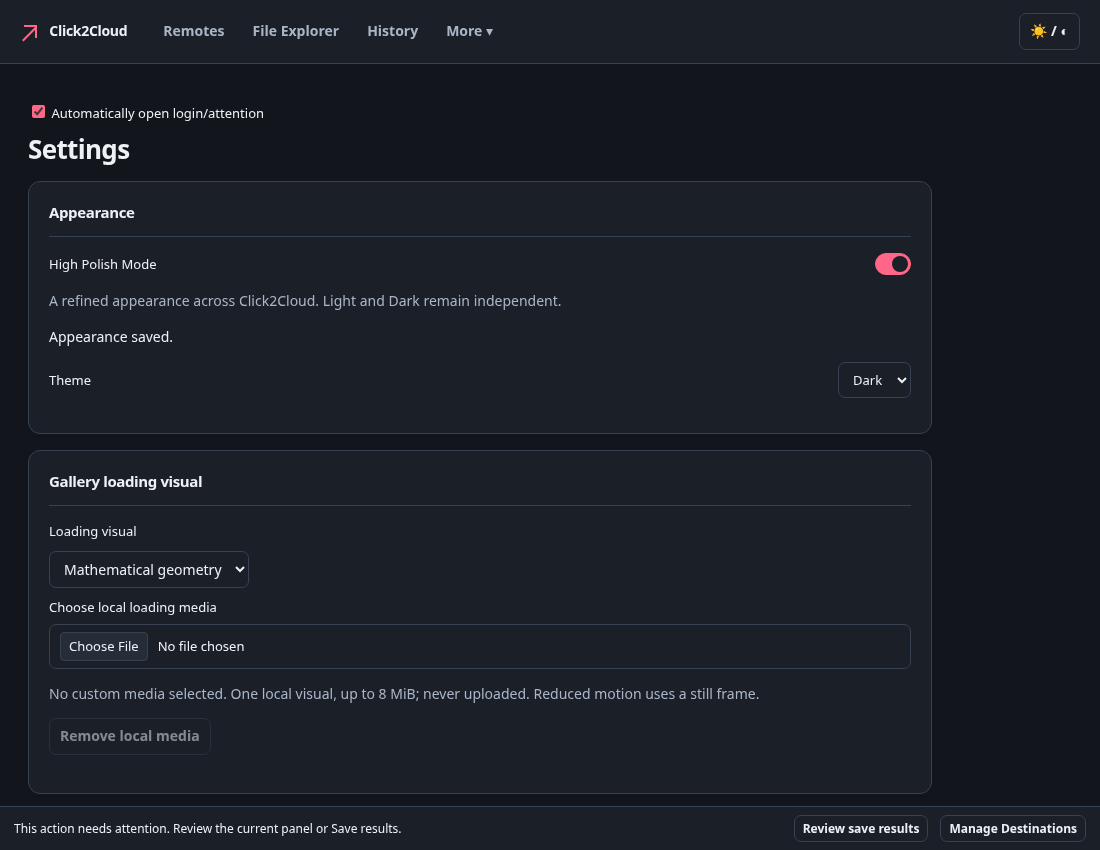 Click2Cloud Remotes File Explorer History More ▾ ☀️ / ◖
Automatically open login/attention
Settings
Appearance
High Polish Mode
A refined appearance across Click2Cloud. Light and Dark remain independent.
Appearance saved.
Theme Dark
Gallery loading visual
Loading visual
Mathematical geometry
Choose local loading media
Choose File No file chosen
No custom media selected. One local visual, up to 8 MiB; never uploaded. Reduced motion uses a still frame.
Remove local media
This action needs attention. Review the current panel or Save results. Review save results Manage Destinations